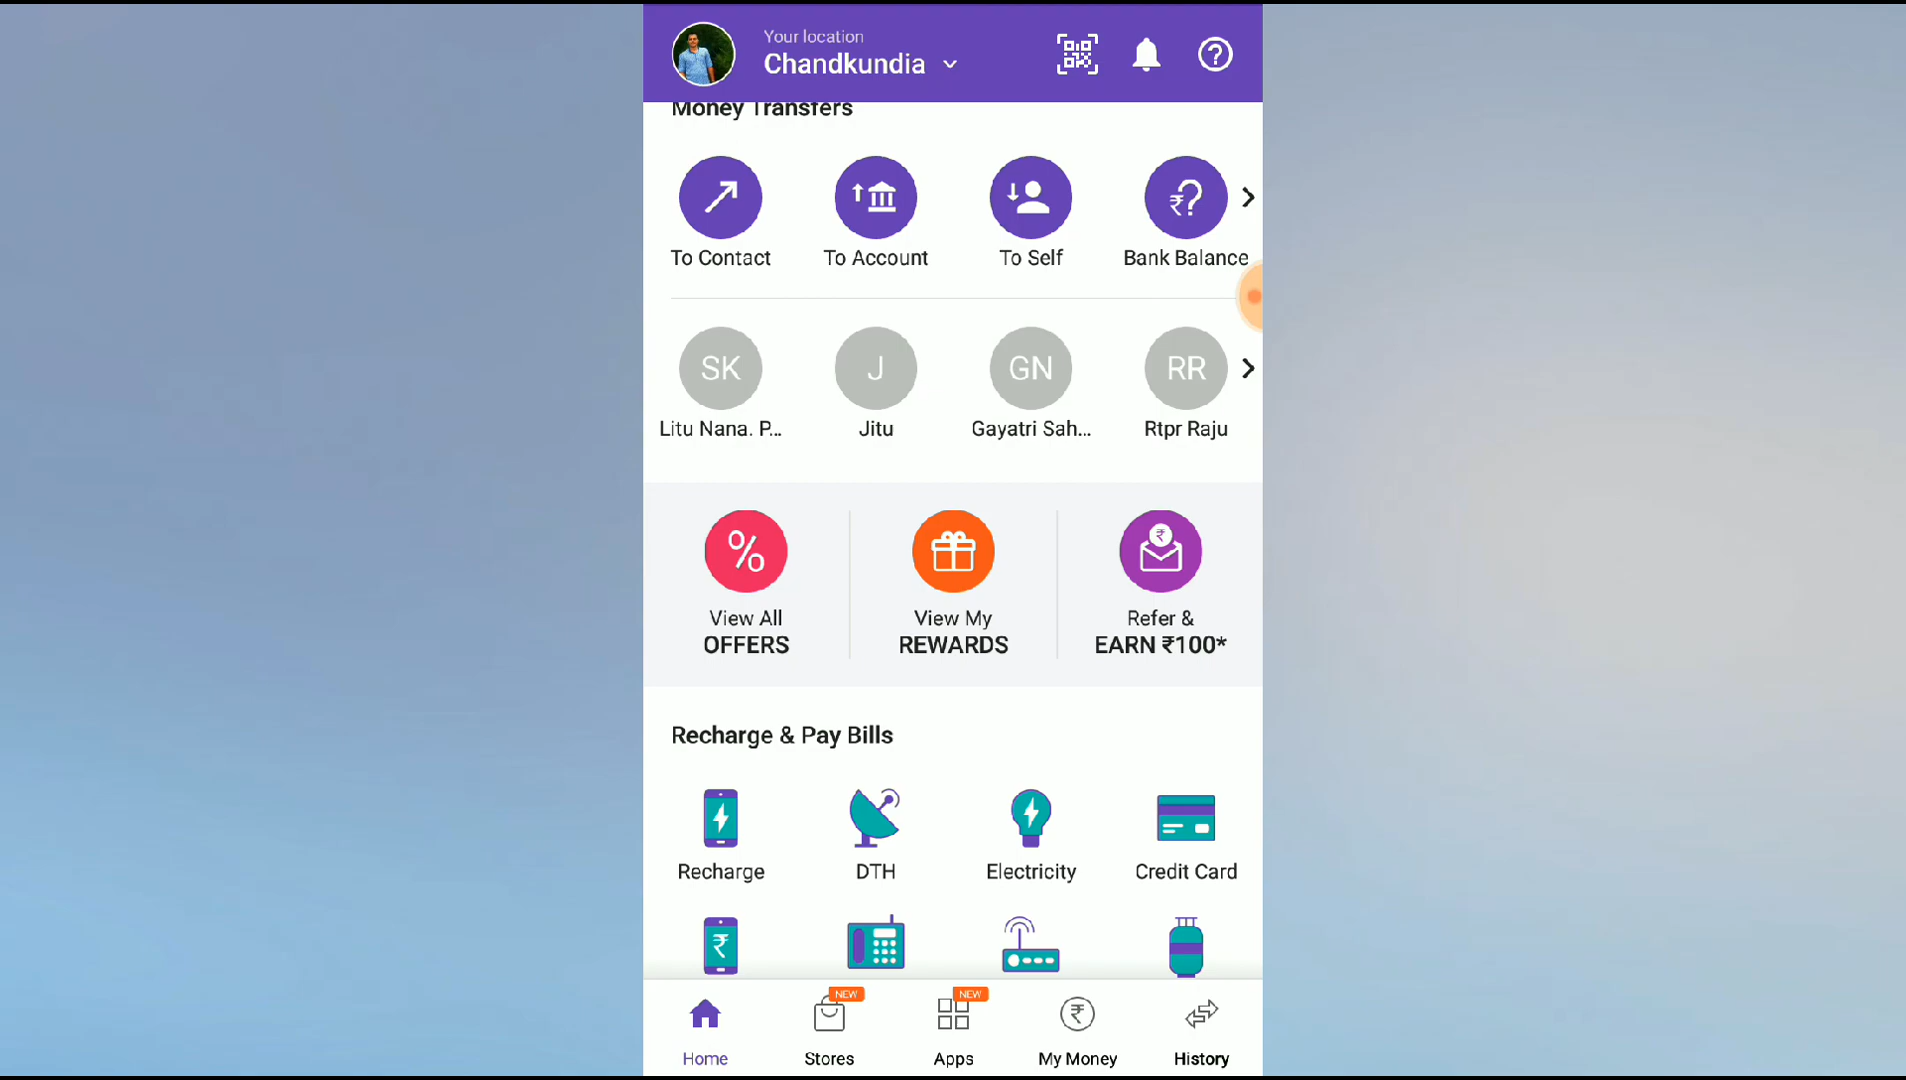 Your location
Chandkundia
Money Transfers
To Contact
To Account
To Self
Bank Balance
SK
J
GN
RR
Litu Nana. P...
Jitu
Gayatri Sah...
Rtpr Raju
View All
OFFERS
View My
REWARDS
Refer &
EARN ₹100*
Recharge & Pay Bills
Recharge
DTH
Electricity
Credit Card
NEW
NEW
Home
Stores
Apps
My Money
History